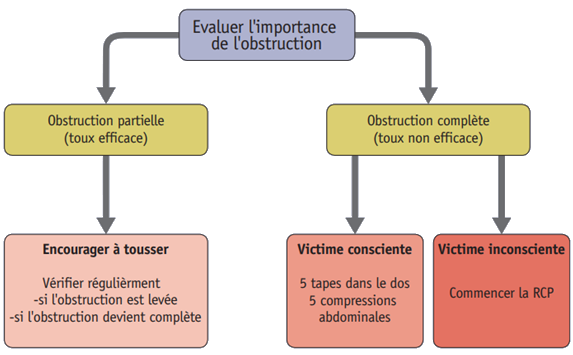 Evaluer l'importance
de l'obstruction
Obstruction partielle
(toux efficace)
Obstruction complète
(toux non efficace)
Encourager à tousser
Vérifier régulièrment
-si l'obstruction est levée
-si l'obstruction devient complète
Victime consciente
5 tapes dans le dos
5 compressions
abdominales
Victime inconsciente
Commencer la RCP